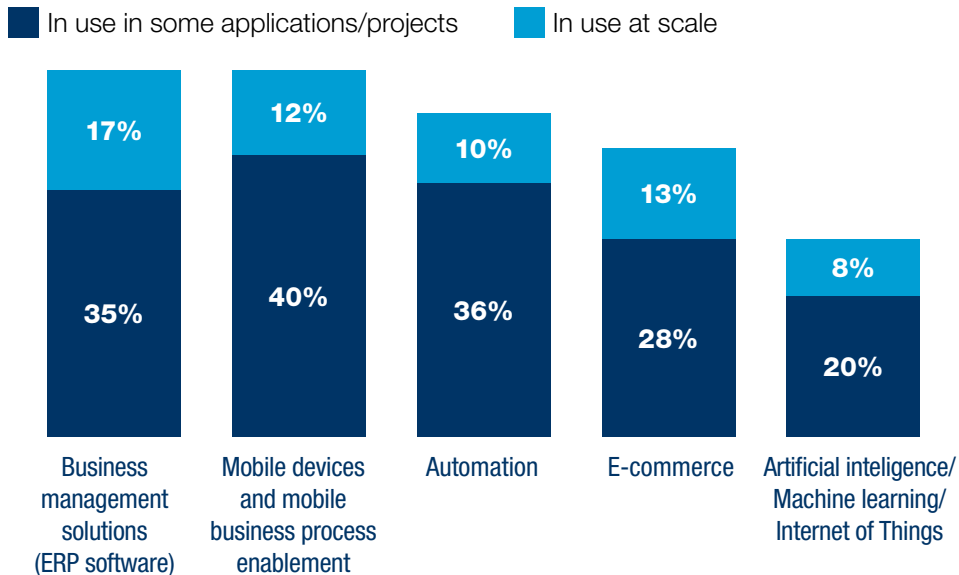 In use in some applications/projects
In use at scale
17%
12%
10%
13%
8%
35%
40%
36%
28%
20%
Business
management
solutions
(ERP software)
Mobile devices
and mobile
business process
enablement
Automation
E-commerce
Artificial inteligence/
Machine learning/
Internet of Things